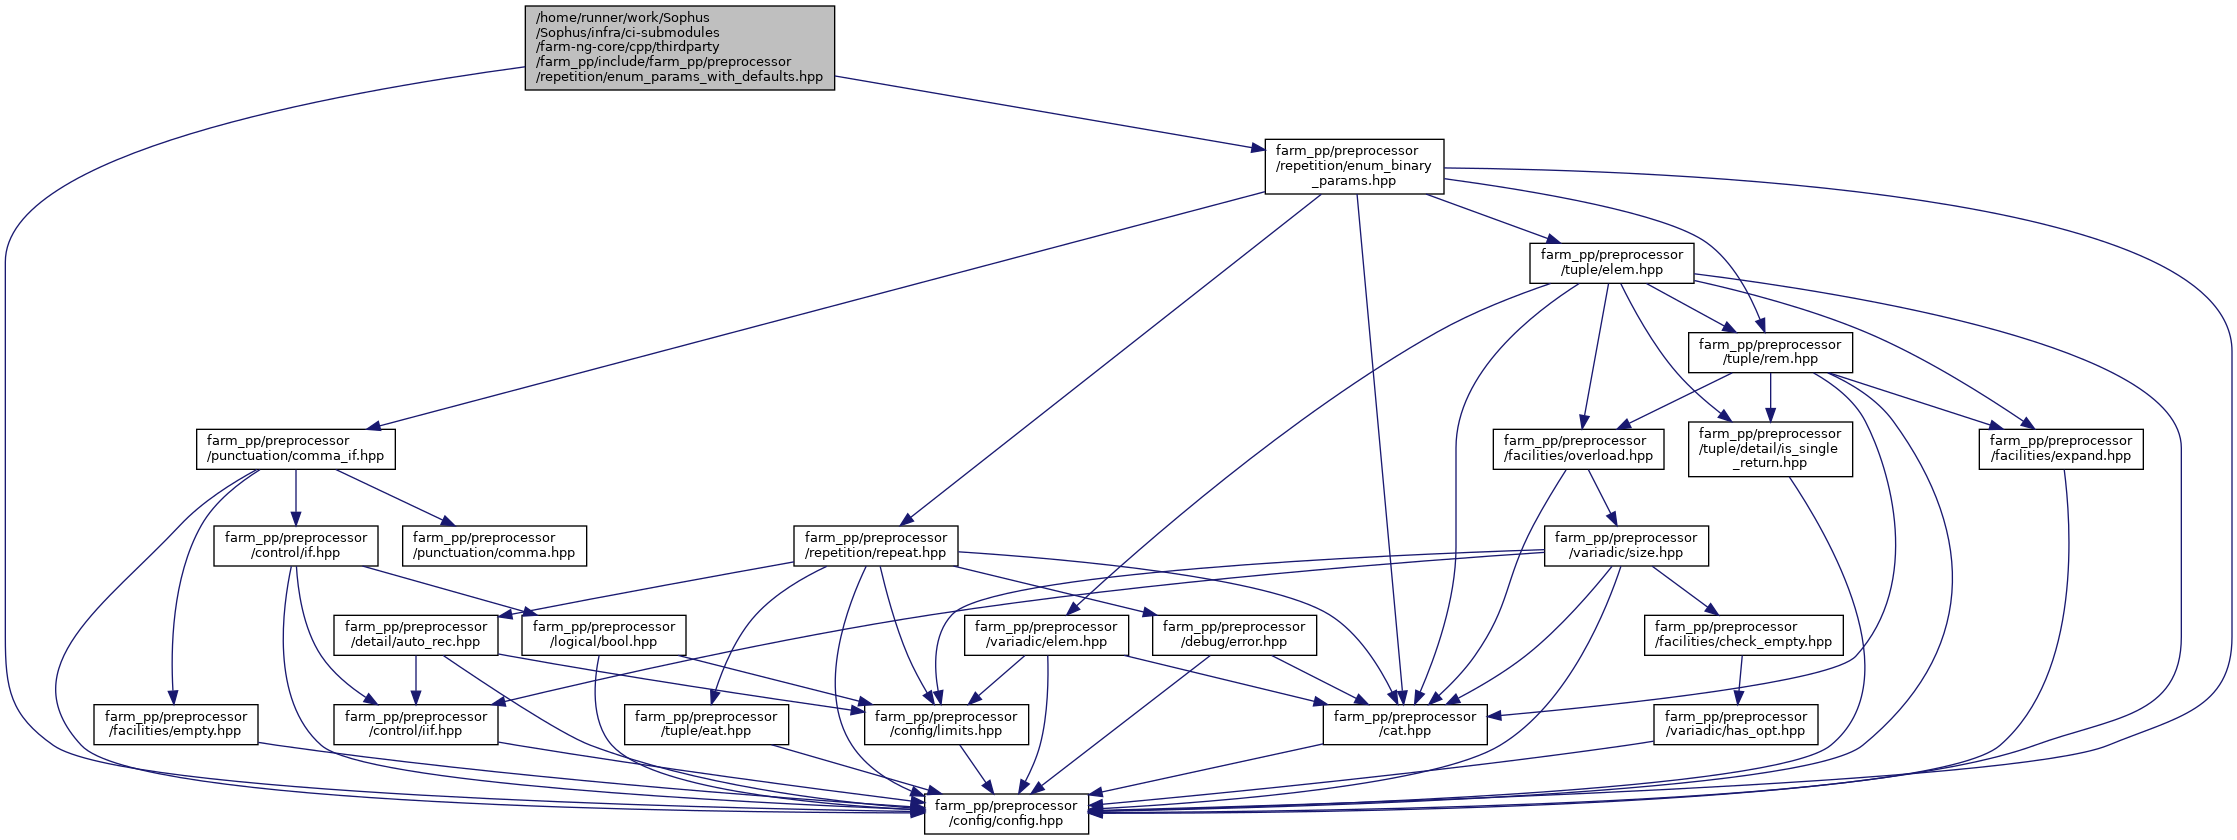 /home/runner/work/Sophus
/Sophus/infra/ci-submodules
/farm-ng-core/cpp/thirdparty
/farm_pp/include/farm_pp/preprocessor
/repetition/enum_params_with_defaults.hpp
farm_pp/preprocessor
/repetition/enum_binary
_params.hpp
farm_pp/preprocessor
/tuple/elem.hpp
farm_pp/preprocessor
/tuple/rem.hpp
farm_pp/preprocessor
/punctuation/comma_if.hpp
farm_pp/preprocessor
/facilities/overload.hpp
farm_pp/preprocessor
/tuple/detail/is_single
_return.hpp
farm_pp/preprocessor
/facilities/expand.hpp
farm_pp/preprocessor
/control/if.hpp
farm_pp/preprocessor
/punctuation/comma.hpp
farm_pp/preprocessor
/repetition/repeat.hpp
farm_pp/preprocessor
/variadic/size.hpp
farm_pp/preprocessor
/detail/auto_rec.hpp
farm_pp/preprocessor
/logical/bool.hpp
farm_pp/preprocessor
/variadic/elem.hpp
farm_pp/preprocessor
/debug/error.hpp
farm_pp/preprocessor
/facilities/check_empty.hpp
farm_pp/preprocessor
/facilities/empty.hpp
farm_pp/preprocessor
/control/iif.hpp
farm_pp/preprocessor
/tuple/eat.hpp
farm_pp/preprocessor
/config/limits.hpp
farm_pp/preprocessor
/cat.hpp
farm_pp/preprocessor
/variadic/has_opt.hpp
farm_pp/preprocessor
/config/config.hpp